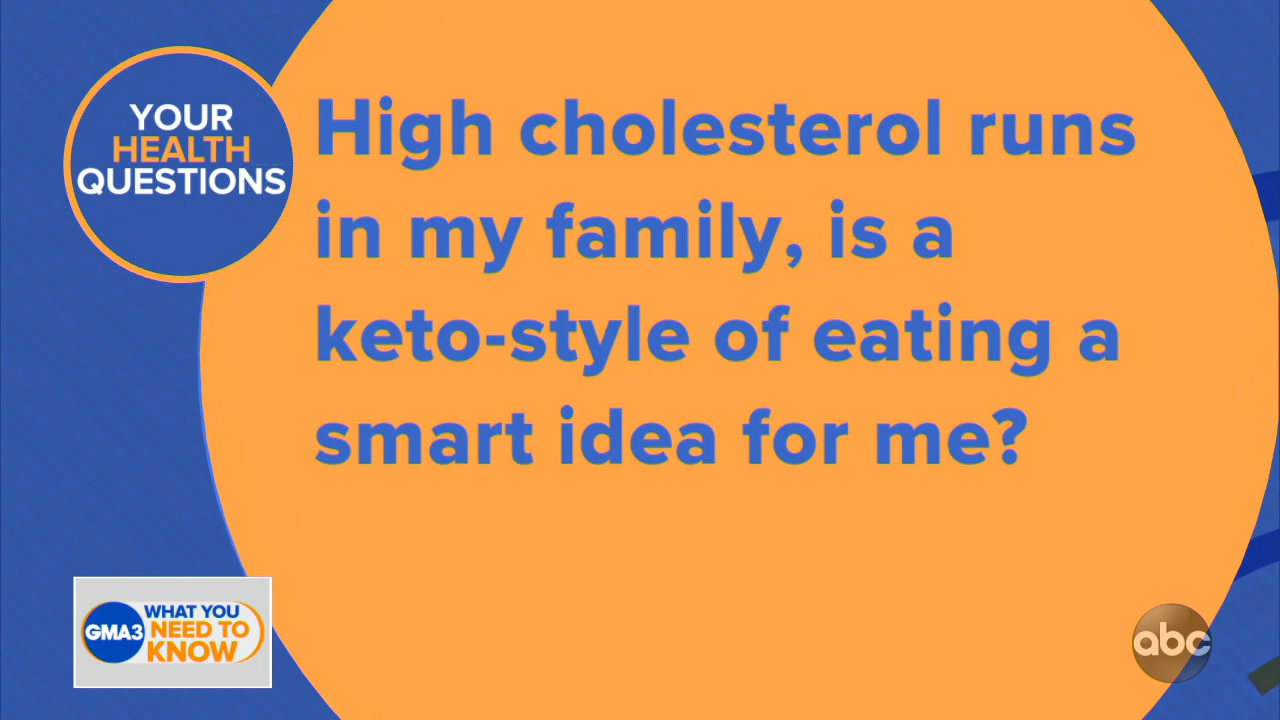 YOUR
HEALTH
QUESTIONS
High cholesterol runs
in my family, is a
keto-style of eating a
smart idea for me?
GMA3
WHAT YOU
NEED TO
KNOW
abc